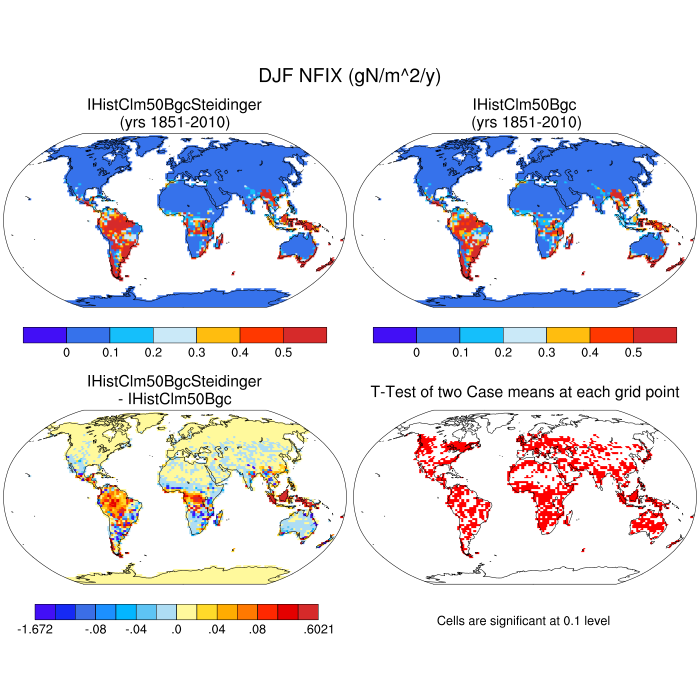 DJF NFIX (gN/m^2/y)
IHistClm50BgcSteidinger
(yrs 1851-2010)
IHistClm50Bgc
(yrs 1851-2010)
0 0.1 0.2 0.3 0.4 0.5
0 0.1 0.2 0.3 0.4 0.5
IHistClm50BgcSteidinger
- IHistClm50Bgc
T-Test of two Case means at each grid point
-1.672 -.08 -.04 .0 .04 .08 .6021
Cells are significant at 0.1 level